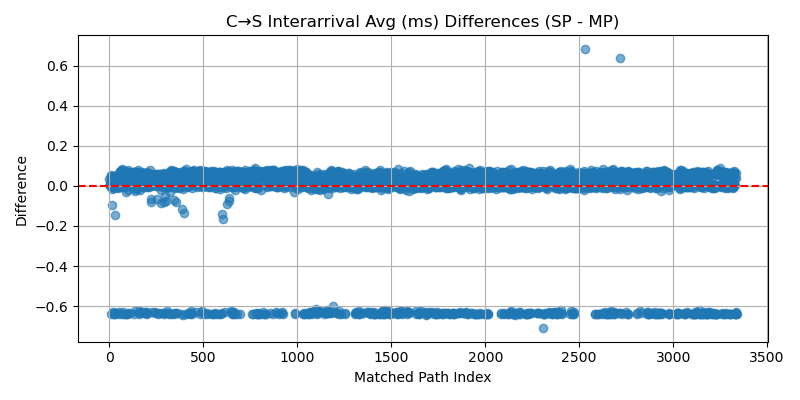 C→S Interarrival Avg (ms) Differences (SP - MP)
Difference
0.6
0.4
0.2
0.0
−0.2
−0.4
−0.6
0 500 1000 1500 2000 2500 3000 3500
Matched Path Index